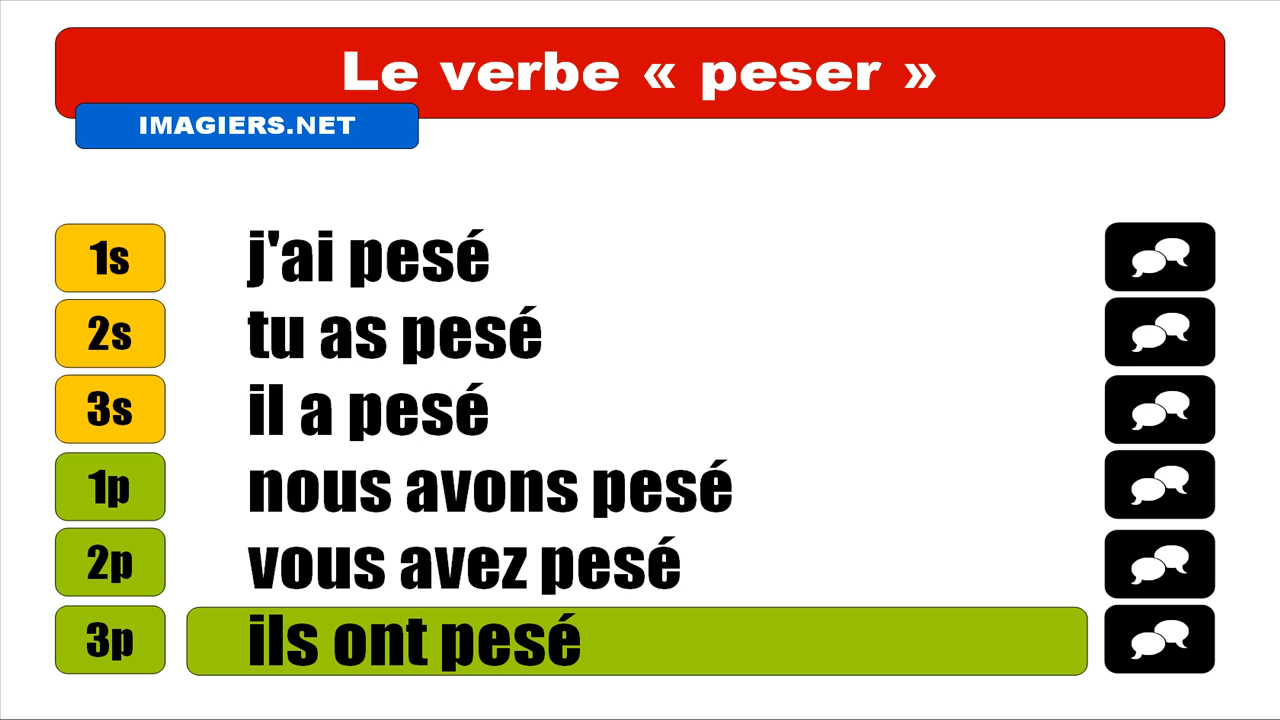 Le verbe « peser »
IMAGIERS.NET
1s j'ai pesé
2s tu as pesé
3s il a pesé
1p nous avons pesé
2p vous avez pesé
3p ils ont pesé